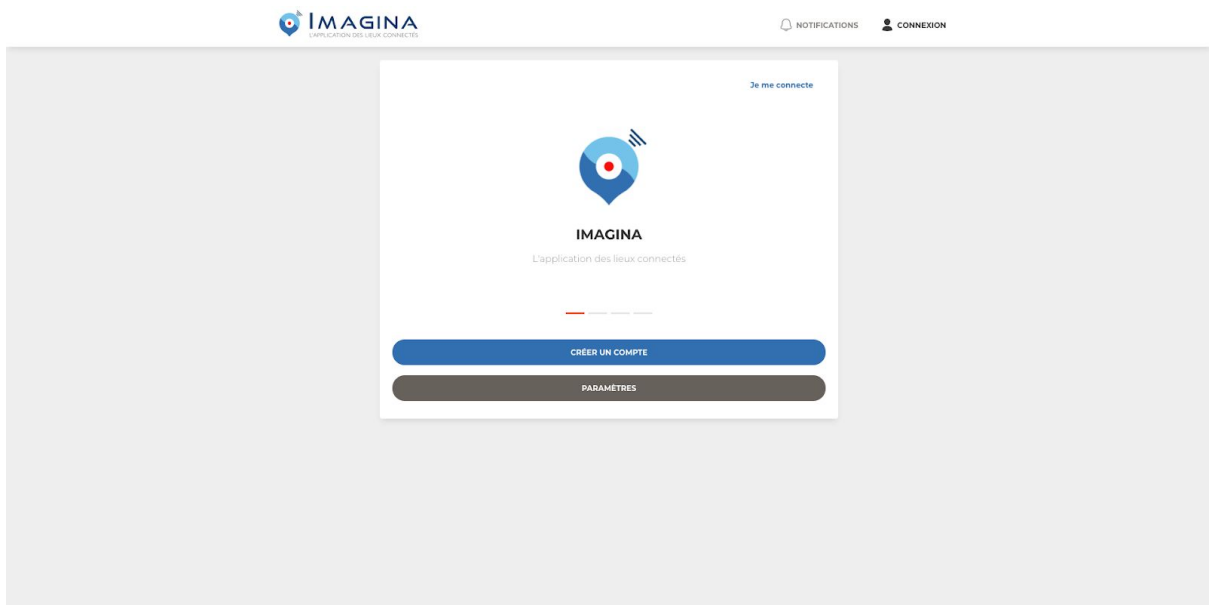 IMAGINA
L'APPLICATION DES LIEUX CONNECTÉS
NOTIFICATIONS
CONNEXION
Je me connecte
IMAGINA
L'application des lieux connectés
CRÉER UN COMPTE
PARAMÈTRES